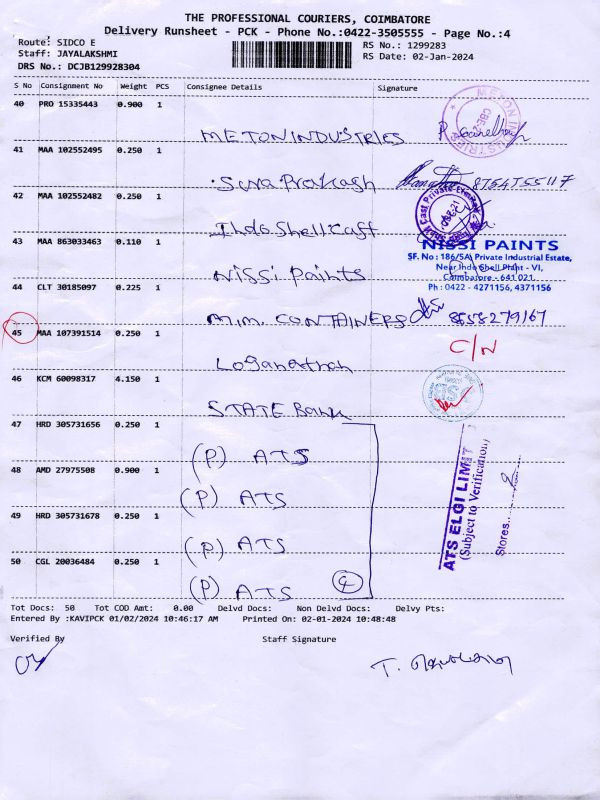 THE PROFESSIONAL COURIERS, COIMBATORE
Delivery Runsheet - PCK - Phone No.:0422-3505555 - Page No.:4
Route: SIDCO E
RS No.: 1299283
Staff: JAYALAKSHMI
RS Date: 02-Jan-2024
DRS No.: DCJB129928304
S No Consignment No Weight PCS Consignee Details Signature
40 PRO 15335443 0.900 1
METON INDUSTRIES
41 MAA 102552495 0.250 1
Surya Prakash 8754755117
42 MAA 102552482 0.250 1
Indo Shell Cast
43 MAA 863033463 0.110 1
Nissi Paints
NISSI PAINTS
SF. No : 186/5A, Private Industrial Estate,
Near Indo Shell Plant - VI,
Coimbatore - 641 021.
Ph : 0422 - 4271156, 4371156
44 CLT 30185097 0.225 1
M.M. CONTAINERS 8558279167
45 MAA 107391514 0.250 1
Loganathan C/N
46 KCM 60098317 4.150 1
STATE Bank
47 HRD 305731656 0.250 1
(P) ATS
48 AMD 27975508 0.900 1
(P) ATS
49 HRD 305731678 0.250 1
(P) ATS
50 CGL 20036484 0.250 1
(P) ATS 4
ATS ELGI LIMIT
(Subject to Verification)
Stores..
Tot Docs: 50 Tot COD Amt: 0.00 Delvd Docs: Non Delvd Docs: Delvy Pts:
Entered By :KAVIPCK 01/02/2024 10:46:17 AM Printed On: 02-01-2024 10:48:48
Verified By Staff Signature